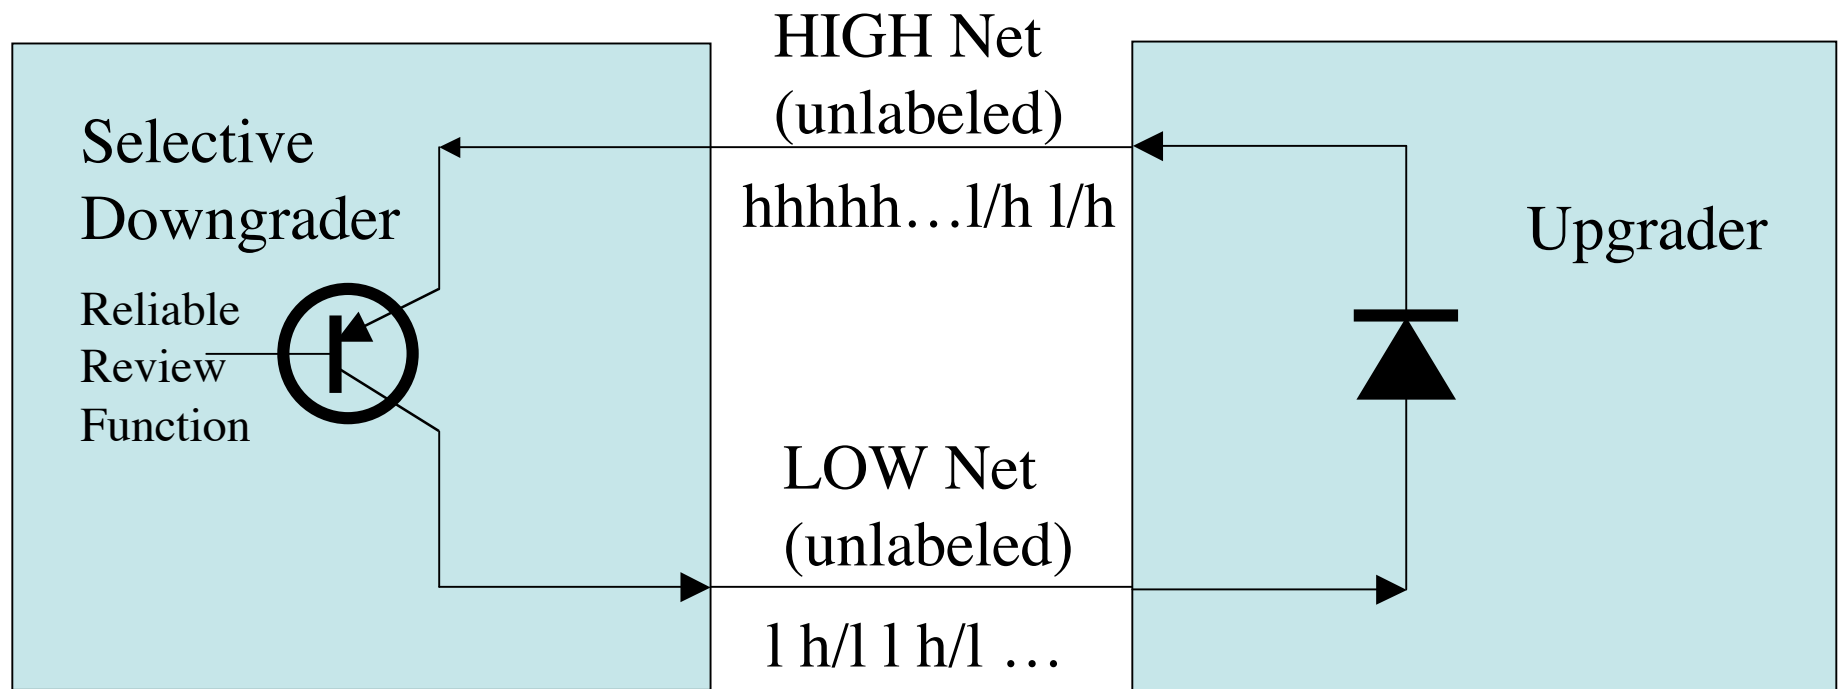 HIGH Net
(unlabeled)
Selective
Downgrader
hhhhh…l/h l/h
Upgrader
Reliable
Review
Function
LOW Net
(unlabeled)
l h/l l h/l …